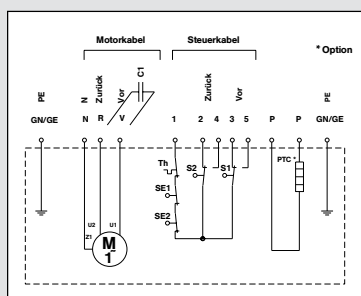 Motorkabel Steuerkabel
* Option
PE N Zurück Vor C1 Zurück Vor PE
GN/GE N R V 1 2 4 3 5 P P GN/GE
Th S2 S1 PTC *
SE1
SE2
U2 U1
Z1
M
1~